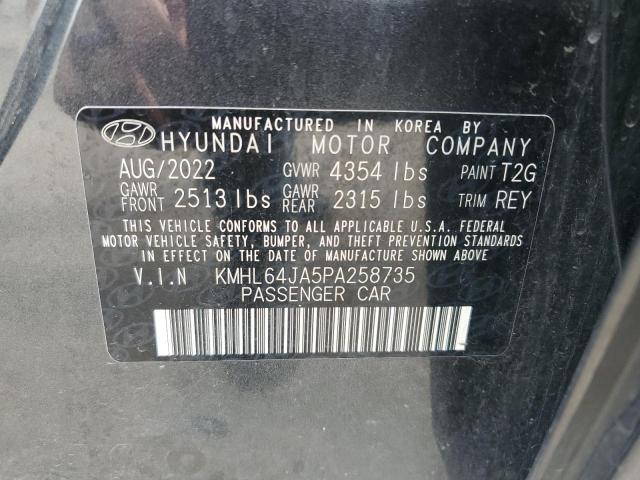 MANUFACTURED IN KOREA BY
HYUNDAI MOTOR COMPANY
AUG/2022 GVWR 4354 lbs PAINT T2G
GAWR FRONT 2513 lbs GAWR REAR 2315 lbs TRIM REY
THIS VEHICLE CONFORMS TO ALL APPLICABLE U.S.A. FEDERAL
MOTOR VEHICLE SAFETY, BUMPER, AND THEFT PREVENTION STANDARDS
IN EFFECT ON THE DATE OF MANUFACTURE SHOWN ABOVE
V.I.N KMHL64JA5PA258735
PASSENGER CAR